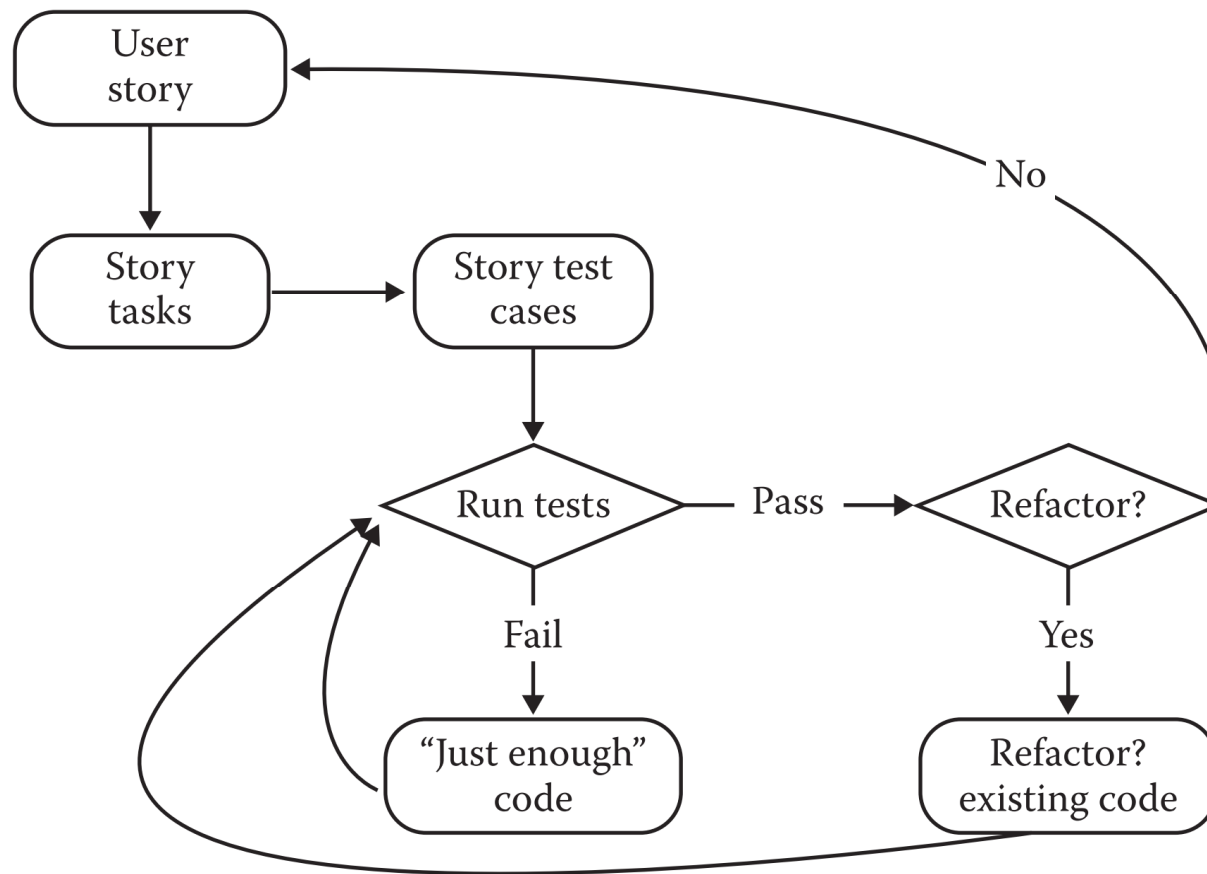 User
story
No
Story
tasks
Story test
cases
Run tests
Pass
Refactor?
Fail
Yes
“Just enough”
code
Refactor?
existing code